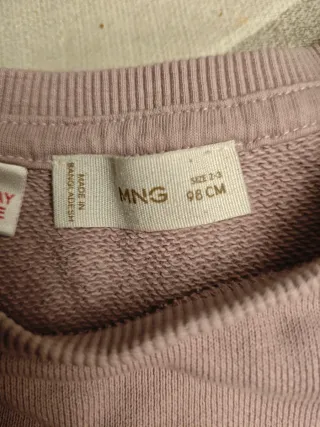 MADE IN
BANGLADESH
MNG
SIZE 2-3
98 CM